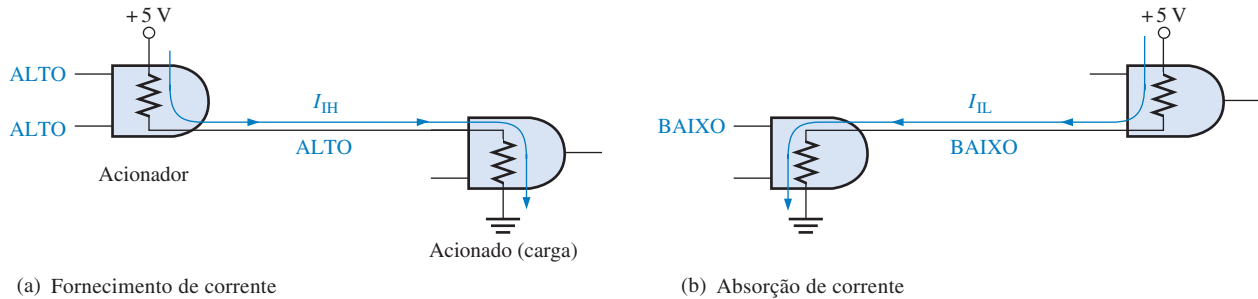 +5 V
ALTO
ALTO
Acionador
I_IH
ALTO
Acionado (carga)
(a) Fornecimento de corrente
+5 V
BAIXO
I_IL
BAIXO
(b) Absorção de corrente